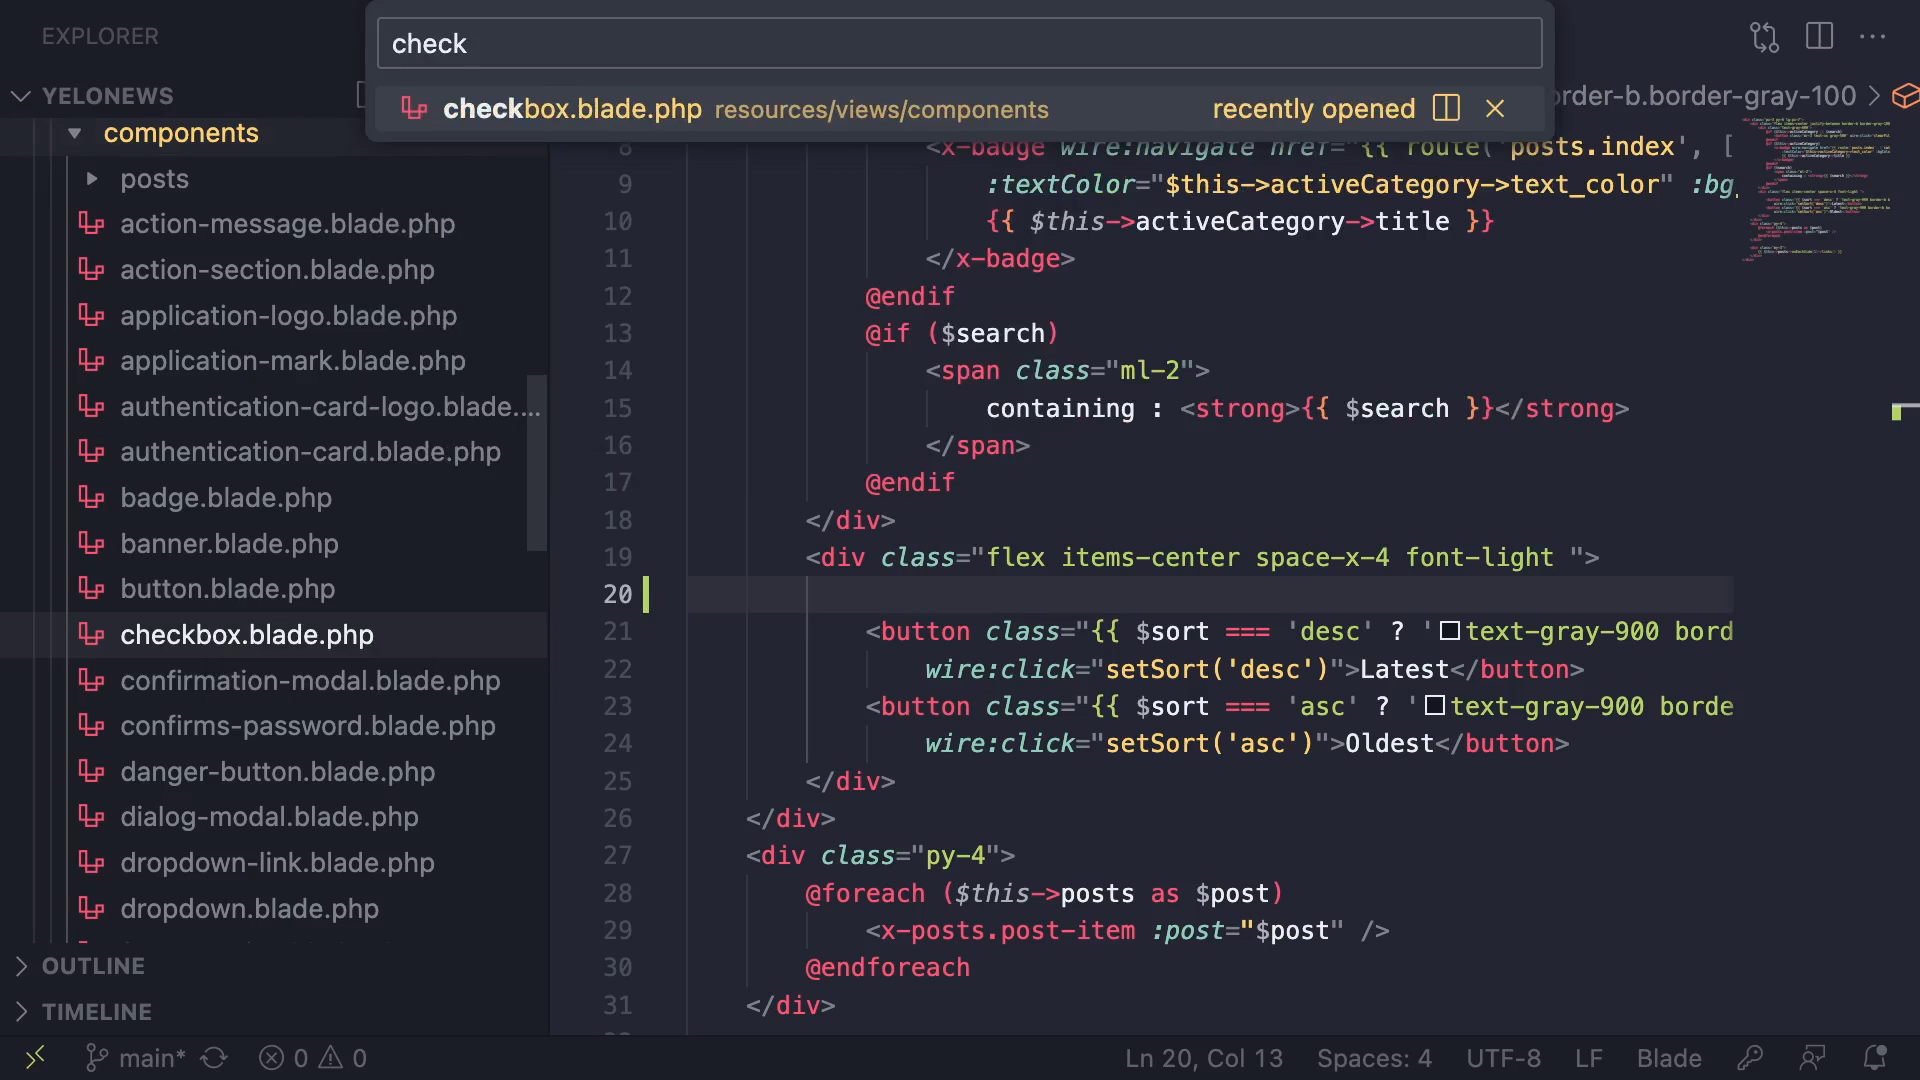 EXPLORER
YELONEWS
components
posts
action-message.blade.php
action-section.blade.php
application-logo.blade.php
application-mark.blade.php
authentication-card-logo.blade....
authentication-card.blade.php
badge.blade.php
banner.blade.php
button.blade.php
checkbox.blade.php
confirmation-modal.blade.php
confirms-password.blade.php
danger-button.blade.php
dialog-modal.blade.php
dropdown-link.blade.php
dropdown.blade.php
OUTLINE
TIMELINE
check
checkbox.blade.php resources/views/components recently opened
order-b.border-gray-100 >
8 <x-badge wire:navigate href="{{ route('posts.index', [
9 :textColor="$this->activeCategory->text_color" :bg
10 {{ $this->activeCategory->title }}
11 </x-badge>
12 @endif
13 @if ($search)
14 <span class="ml-2">
15 containing : <strong>{{ $search }}</strong>
16 </span>
17 @endif
18 </div>
19 <div class="flex items-center space-x-4 font-light ">
20
21 <button class="{{ $sort === 'desc' ? 'text-gray-900 bord
22 wire:click="setSort('desc')">Latest</button>
23 <button class="{{ $sort === 'asc' ? 'text-gray-900 borde
24 wire:click="setSort('asc')">Oldest</button>
25 </div>
26 </div>
27 <div class="py-4">
28 @foreach ($this->posts as $post)
29 <x-posts.post-item :post="$post" />
30 @endforeach
31 </div>
main* 0 0
Ln 20, Col 13 Spaces: 4 UTF-8 LF Blade